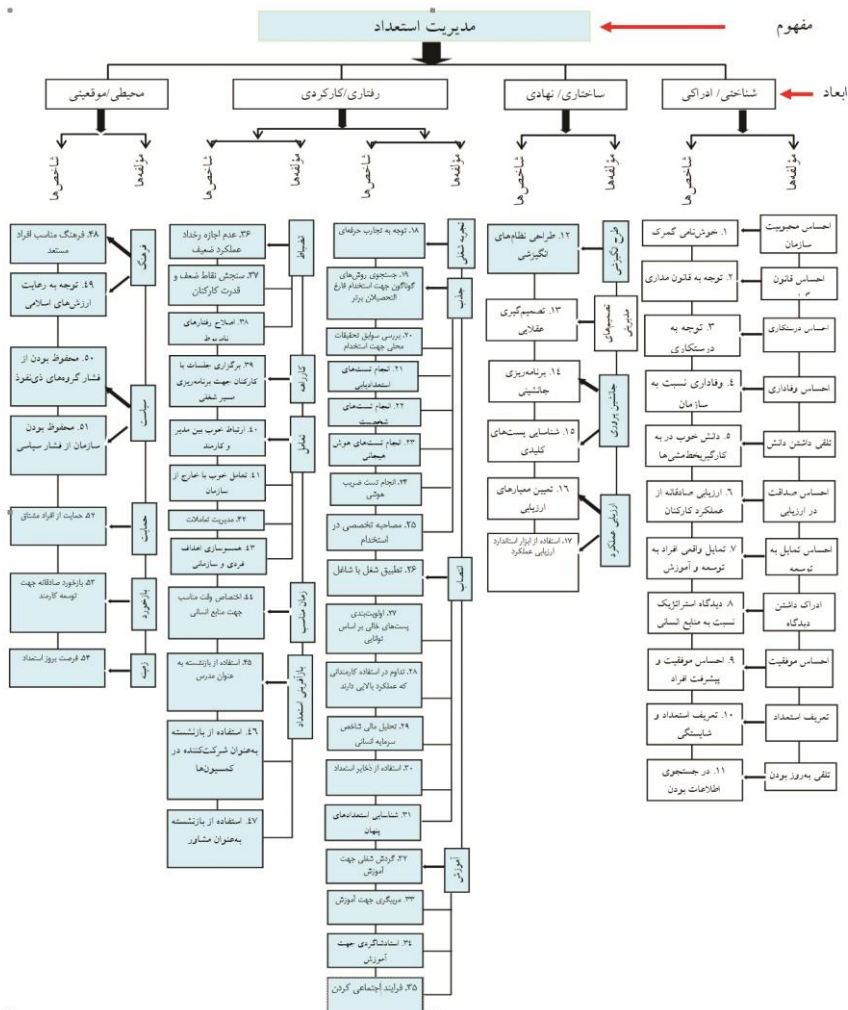 مدیریت استعداد
مفهوم
ابعاد
شناختی/ ادراکی
ساختاری/ نهادی
رفتاری/کارکردی
محیطی/موقعیتی
مؤلفه‌ها
شاخص‌ها
مؤلفه‌ها
شاخص‌ها
مؤلفه‌ها
شاخص‌ها
مؤلفه‌ها
شاخص‌ها
مؤلفه‌ها
شاخص‌ها
احساس محبوبیت
سازمان
احساس قانون
احساس درستکاری
احساس وفاداری
تلقی داشتن دانش
احساس صداقت
در ارزیابی
احساس تمایل به
توسعه
ادراک داشتن
دیدگاه
احساس موفقیت
تعریف استعداد
تلقی به‌روز بودن
۱. خوش‌نامی گمرک
۲. توجه به قانون مداری
۳. توجه به
درستکاری
۴. وفاداری نسبت به
سازمان
۵. دانش خوب در به
کارگیریخط‌مشی‌ها
۶. ارزیابی صادقانه از
عملکرد کارکنان
۷. تمایل واقعی افراد به
توسعه و آموزش
۸. دیدگاه استراتژیک
نسبت به منابع انسانی
۹. احساس موفقیت و
پیشرفت افراد
۱۰. تعریف استعداد و
شایستگی
۱۱. در جستجوی
اطلاعات بودن
طرح انگیزشی
تصمیم‌های
مدیریتی
جانشین پروری
ارزیابی عملکرد
۱۲. طراحی نظام‌های
انگیزشی
۱۳. تصمیم‌گیری
عقلایی
۱۴. برنامه‌ریزی
جانشینی
۱۵. شناسایی پست‌های
کلیدی
۱۶. تعیین معیارهای
ارزیابی
۱۷. استفاده از ابزار استاندارد
ارزیابی عملکرد
تجربه شغلی
جذب
انتصاب
آموزش
۱۸. توجه به تجارب حرفه‌ای
۱۹. جستجوی روش‌های
گوناگون جهت استخدام فارغ
التحصیلان برتر
۲۰. بررسی سوابق تحقیقات
محلی جهت استخدام
۲۱. انجام تست‌های
استعدادیابی
۲۲. انجام تست‌های
شخصیت
۲۳. انجام تست‌های هوش
هیجانی
۲۴. انجام تست ضریب
هوشی
۲۵. مصاحبه تخصصی در
استخدام
۲۶. تطبیق شغل با شاغل
۲۷. اولویت‌بندی
پست‌های خالی بر اساس
توانایی
۲۸. تداوم در استفاده کارمندانی
که عملکرد بالایی دارند
۲۹. تحلیل مالی شاخص
سرمایه انسانی
۳۰. استفاده از ذخایر استعداد
۳۱. شناسایی استعدادهای
پنهان
۳۲. گردش شغلی جهت
آموزش
۳۳. مربیگری جهت آموزش
۳۴. استادشاگردی جهت
آموزش
۳۵. فرایند اجتماعی کردن
انضباط
کارراهه
تعامل
زمان مناسب
بازآفرینی استعداد
۳۶. عدم اجازه رخداد
عملکرد ضعیف
۳۷. سنجش نقاط ضعف و
قدرت کارکنان
۳۸. اصلاح رفتارهای
۳۹. برگزاری جلسات با
کارکنان جهت برنامه‌ریزی
مسیر شغلی
۴۰. ارتباط خوب بین مدیر
و کارمند
۴۱. تعامل خوب با خارج از
سازمان
۴۲. مدیریت تعاملات
۴۳. همسوسازی اهداف
فردی و سازمانی
۴۴. اختصاص وقت مناسب
جهت منابع انسانی
۴۵. استفاده از بازنشسته به
عنوان مدرس
۴۶. استفاده از بازنشسته
به‌عنوان شرکت‌کننده در
کمسیون‌ها
۴۷. استفاده از بازنشسته
به‌عنوان مشاور
فرهنگ
سیاست
حمایت
بازخورد
زمینه
۴۸. فرهنگ مناسب افراد
مستعد
۴۹. توجه به رعایت
ارزش‌های اسلامی
۵۰. محفوظ بودن از
فشار گروه‌های ذی‌نفوذ
۵۱. محفوظ بودن
سازمان از فشار سیاسی
۵۲. حمایت از افراد مشتاق
۵۳. بازخورد صادقانه جهت
توسعه کارمند
۵۴. فرصت بروز استعداد